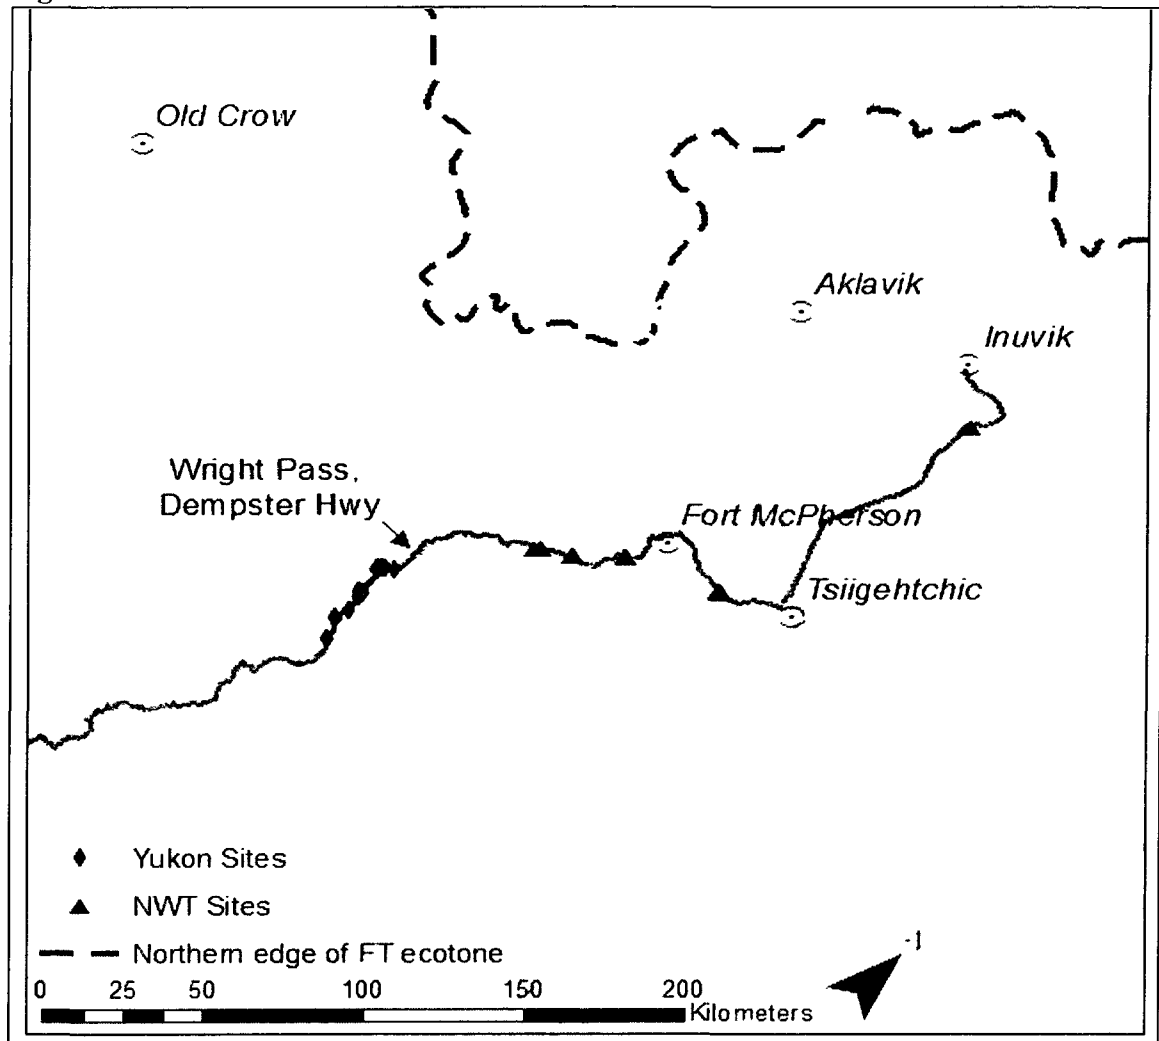 Old Crow
Aklavik
Inuvik
Wright Pass,
Dempster Hwy
Fort McPherson
Tsiigehtchic
Yukon Sites
NWT Sites
Northern edge of FT ecotone
0 25 50 100 150 200
Kilometers